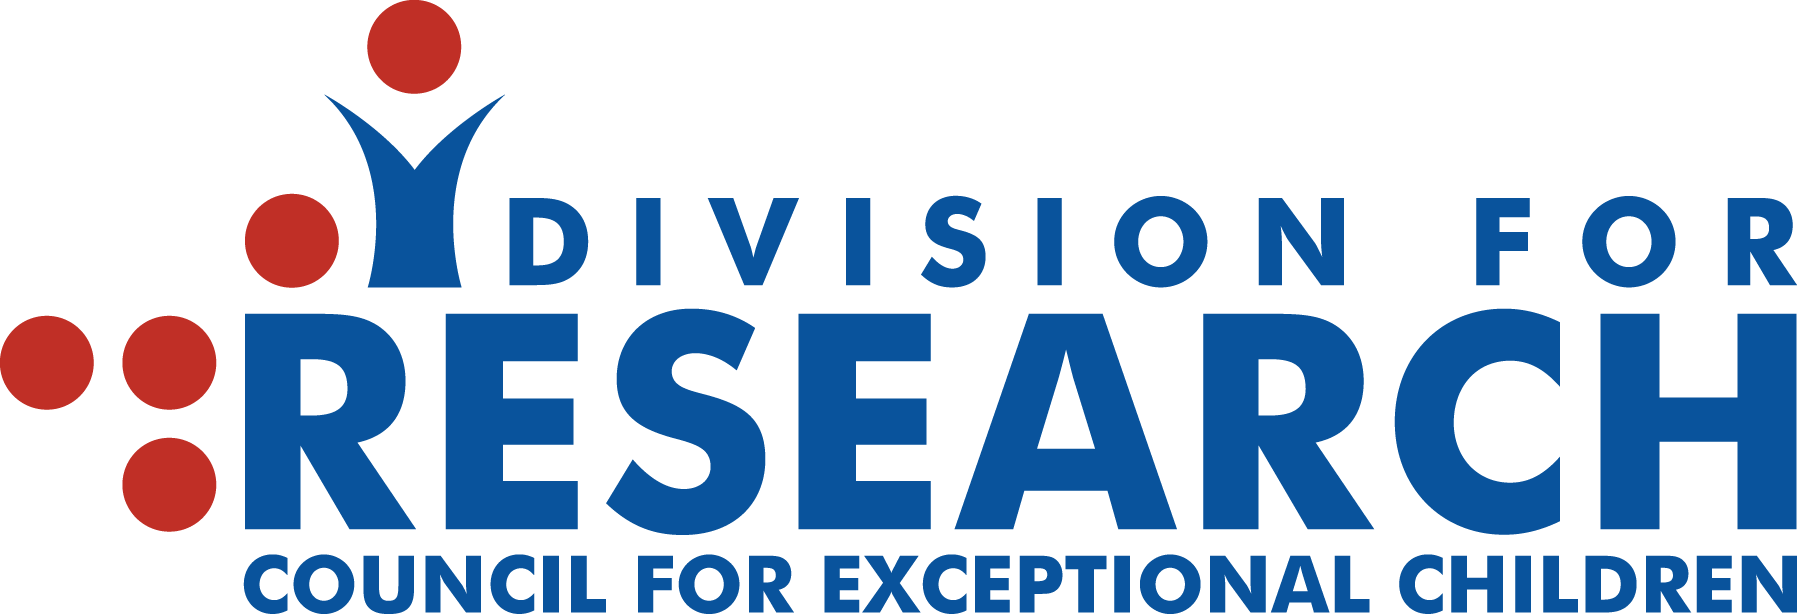 DIVISION FOR
RESEARCH
COUNCIL FOR EXCEPTIONAL CHILDREN